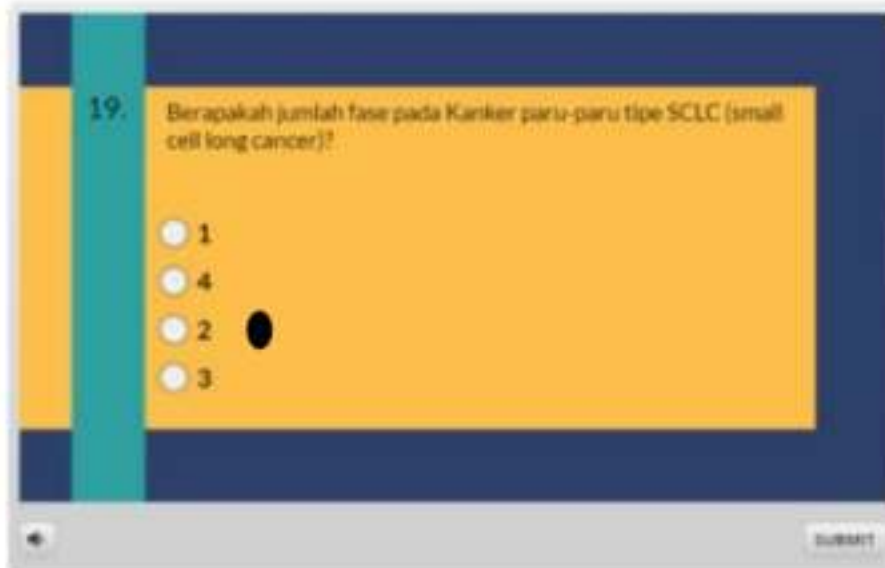 19.
Berapakah jumlah fase pada Kanker paru-paru tipe SCLC (small
cell long cancer)?
1
4
2
3
SUBMIT